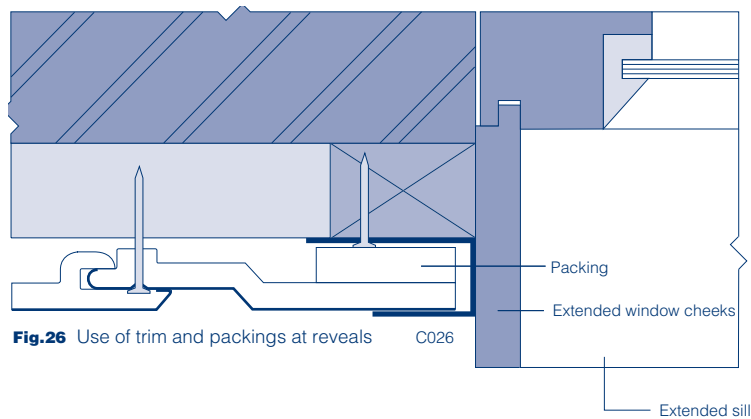 Packing
Extended window cheeks
Fig.26 Use of trim and packings at reveals C026
Extended sill